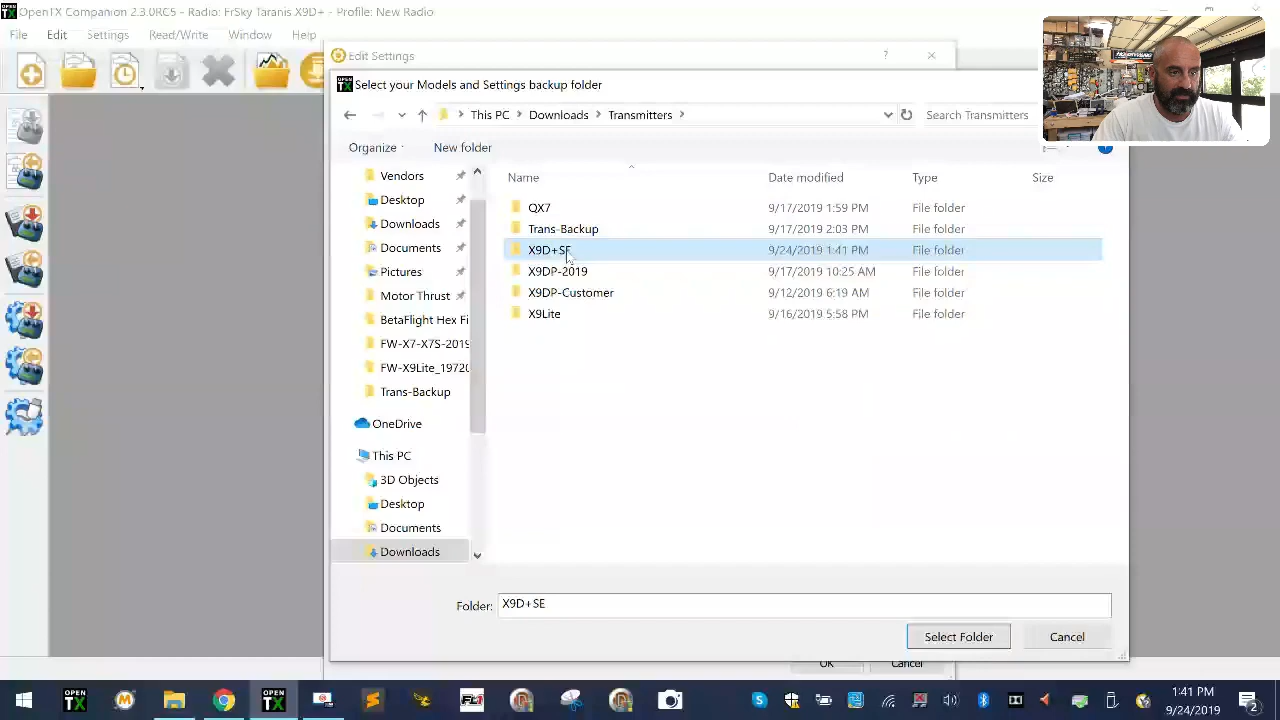 OpenTX Companion 2.3.0RC5 - Radio: FrSky Taranis X9D+ - Profile: New Radio
File Edit Settings Read/Write Window Help
Edit Settings
?
Select your Models and Settings backup folder
This PC > Downloads > Transmitters >
Search Transmitters
Organize
New folder
Name Date modified Type Size
QX7 9/17/2019 1:59 PM File folder
Trans-Backup 9/17/2019 2:03 PM File folder
X9D+SE 9/24/2019 1:41 PM File folder
X9DP-2019 9/17/2019 10:25 AM File folder
X9DP-Customer 9/12/2019 6:19 AM File folder
X9Lite 9/16/2019 5:58 PM File folder
Vendors
Desktop
Downloads
Documents
Pictures
Motor Thrust
BetaFlight Hex Fi
FW-X7-X7S-2019
FW-X9Lite_19720
Trans-Backup
OneDrive
This PC
3D Objects
Desktop
Documents
Downloads
Folder: X9D+SE
Select Folder Cancel
OK Cancel
OPEN TX
OPEN TX
1:41 PM
9/24/2019
2